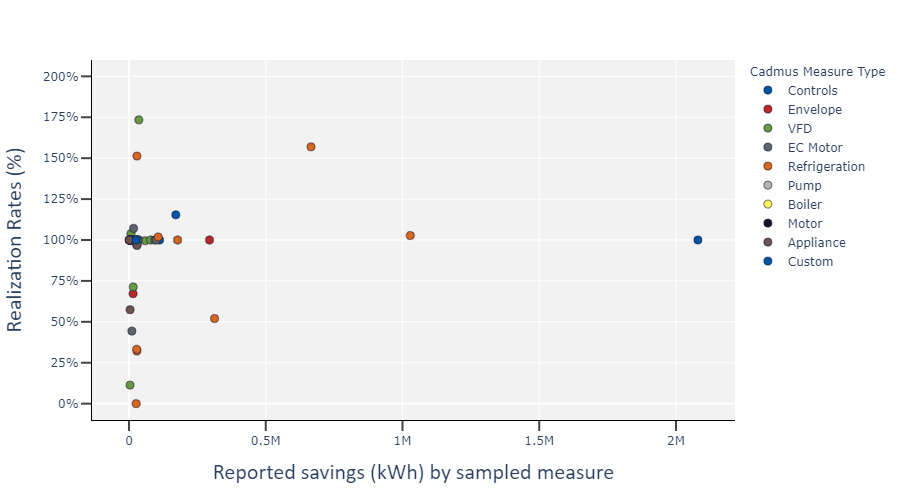 Cadmus Measure Type
Controls
Envelope
VFD
EC Motor
Refrigeration
Pump
Boiler
Motor
Appliance
Custom
Realization Rates (%)
200%
175%
150%
125%
100%
75%
50%
25%
0%
0
0.5M
1M
1.5M
2M
Reported savings (kWh) by sampled measure